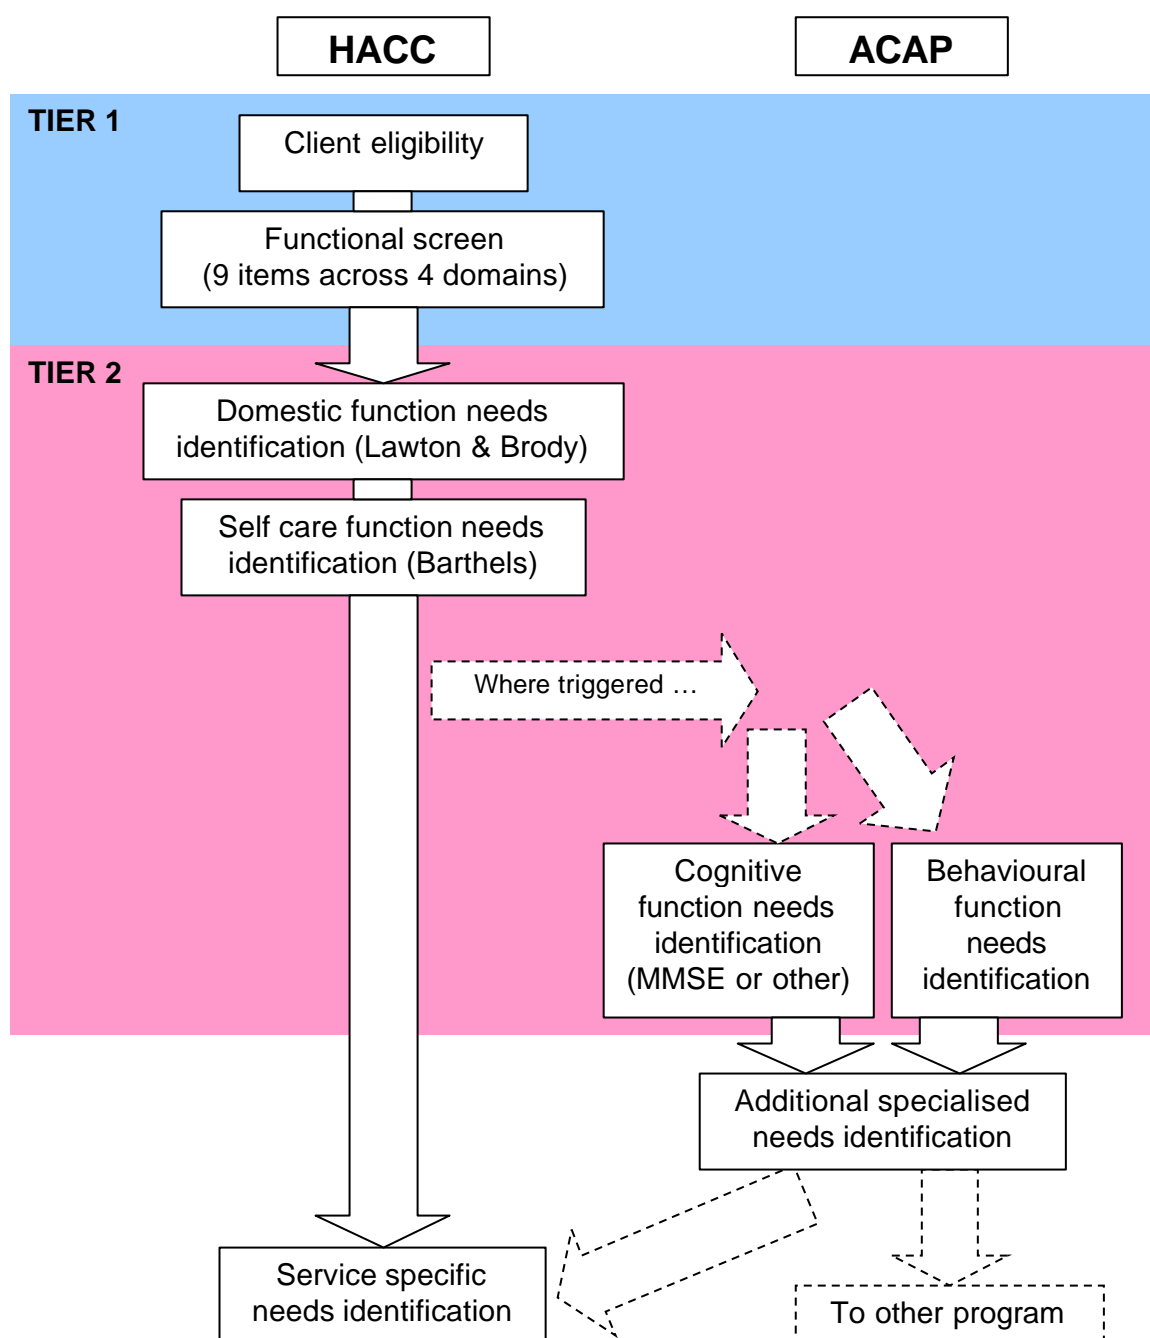 HACC
ACAP
TIER 1
Client eligibility
Functional screen
(9 items across 4 domains)
TIER 2
Domestic function needs
identification (Lawton & Brody)
Self care function needs
identification (Barthels)
Where triggered …
Cognitive
function needs
identification
(MMSE or other)
Behavioural
function
needs
identification
Additional specialised
needs identification
Service specific
needs identification
To other program